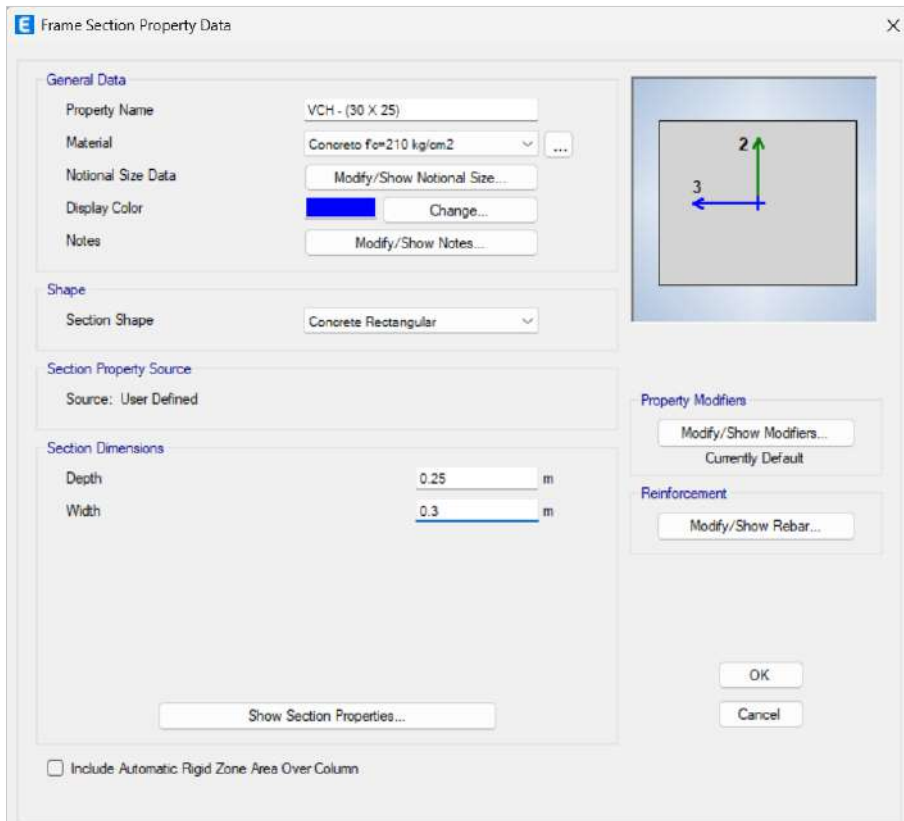 Frame Section Property Data
General Data
Property Name VCH - (30 X 25)
Material Concreto f'c=210 kg/cm2 ...
Notional Size Data Modify/Show Notional Size...
Display Color Change...
Notes Modify/Show Notes...
Shape
Section Shape Concrete Rectangular
Section Property Source
Source: User Defined
Section Dimensions
Depth 0.25 m
Width 0.3 m
Show Section Properties...
Include Automatic Rigid Zone Area Over Column
2
3
Property Modifiers
Modify/Show Modifiers...
Currently Default
Reinforcement
Modify/Show Rebar...
OK
Cancel